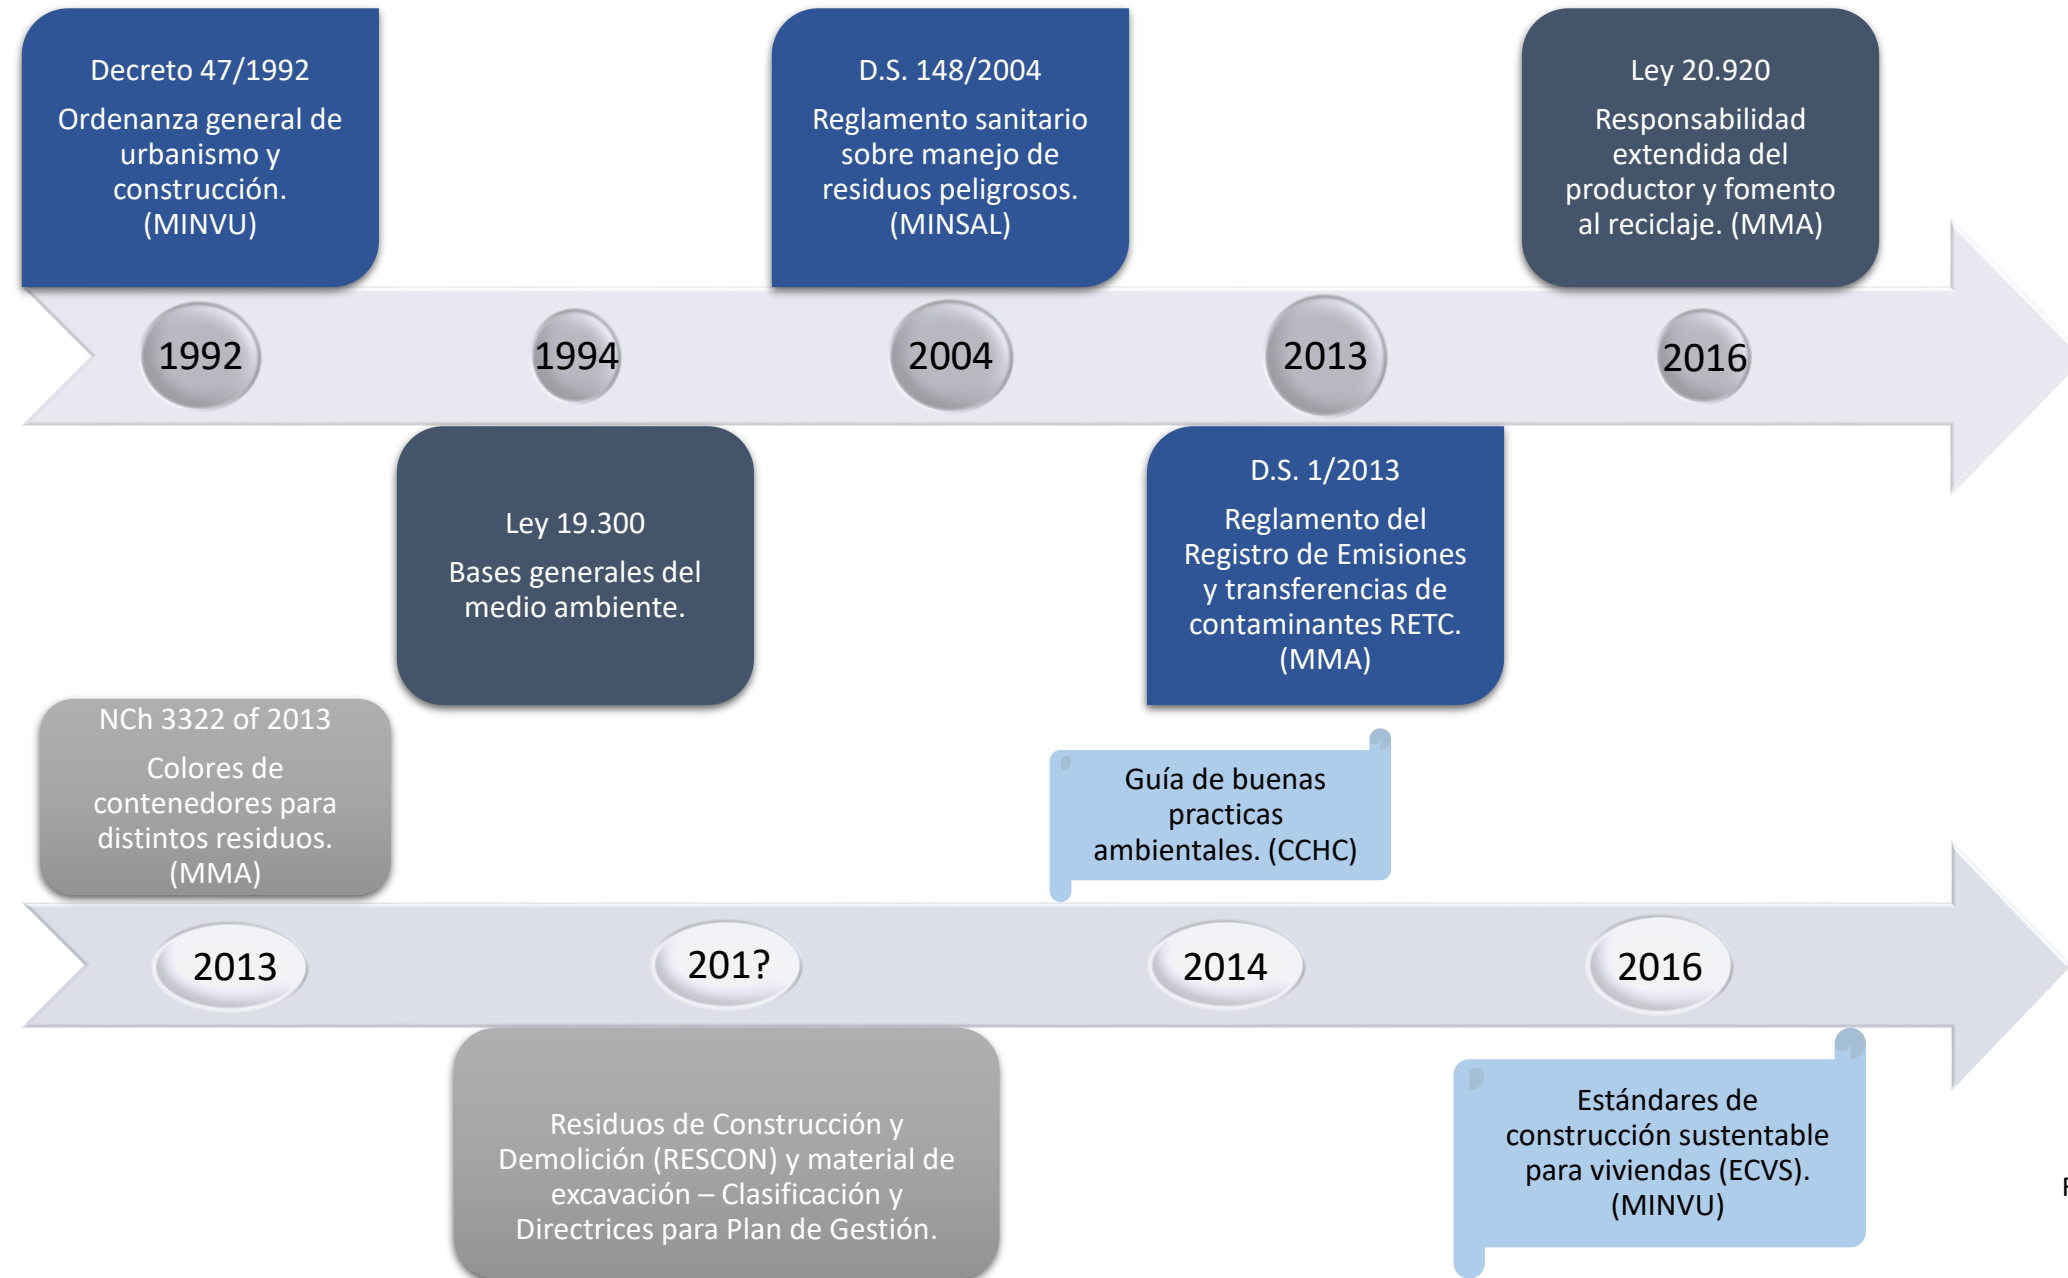 Decreto 47/1992
Ordenanza general de
urbanismo y
construcción.
(MINVU)
D.S. 148/2004
Reglamento sanitario
sobre manejo de
residuos peligrosos.
(MINSAL)
Ley 20.920
Responsabilidad
extendida del
productor y fomento
al reciclaje. (MMA)
1992
1994
2004
2013
2016
Ley 19.300
Bases generales del
medio ambiente.
D.S. 1/2013
Reglamento del
Registro de Emisiones
y transferencias de
contaminantes RETC.
(MMA)
NCh 3322 of 2013
Colores de
contenedores para
distintos residuos.
(MMA)
Guía de buenas
practicas
ambientales. (CCHC)
2013
201?
2014
2016
Residuos de Construcción y
Demolición (RESCON) y material de
excavación – Clasificación y
Directrices para Plan de Gestión.
Estándares de
construcción sustentable
para viviendas (ECVS).
(MINVU)